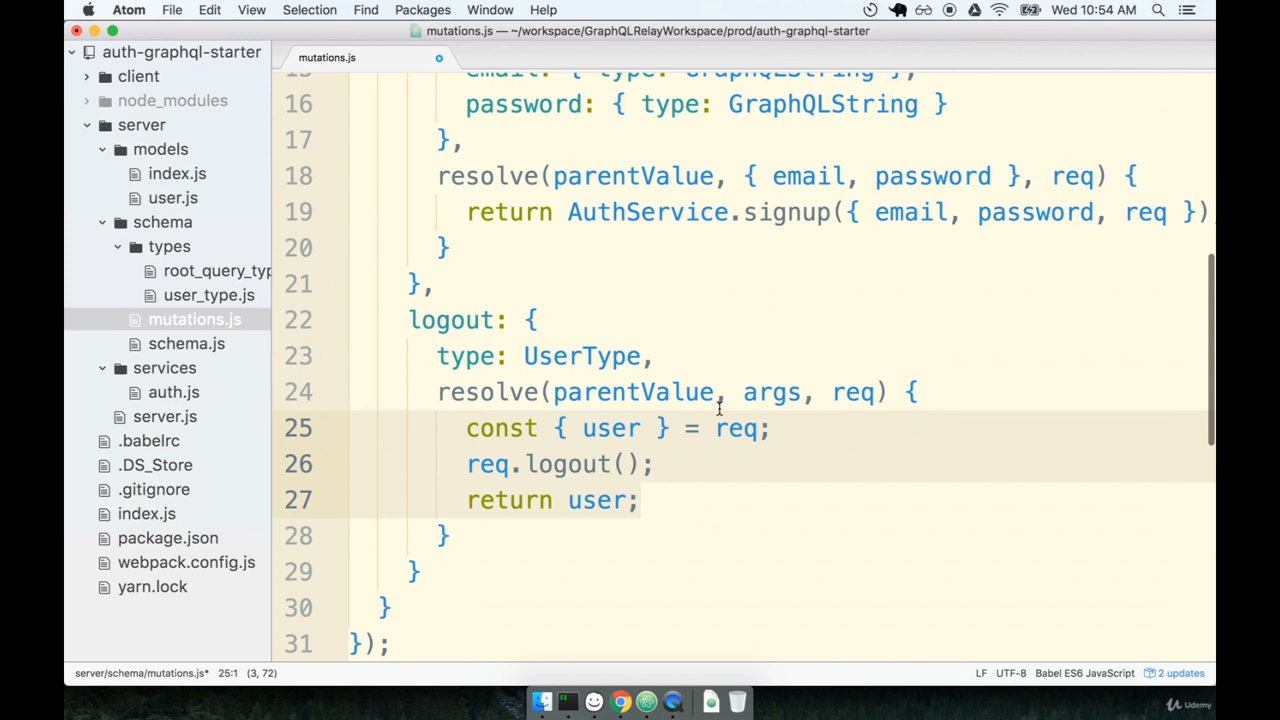 Atom File Edit View Selection Find Packages Window Help Wed 10:54 AM
mutations.js — ~/workspace/GraphQLRelayWorkspace/prod/auth-graphql-starter
auth-graphql-starter
client
node_modules
server
models
index.js
user.js
schema
types
root_query_typ
user_type.js
mutations.js
schema.js
services
auth.js
server.js
.babelrc
.DS_Store
.gitignore
index.js
package.json
webpack.config.js
yarn.lock
mutations.js
15 email: { type: GraphQLString },
16 password: { type: GraphQLString }
17 },
18 resolve(parentValue, { email, password }, req) {
19 return AuthService.signup({ email, password, req })
20 }
21 },
22 logout: {
23 type: UserType,
24 resolve(parentValue, args, req) {
25 const { user } = req;
26 req.logout();
27 return user;
28 }
29 }
30 }
31 });
server/schema/mutations.js* 25:1 (3, 72) LF UTF-8 Babel ES6 JavaScript 2 updates
Udemy